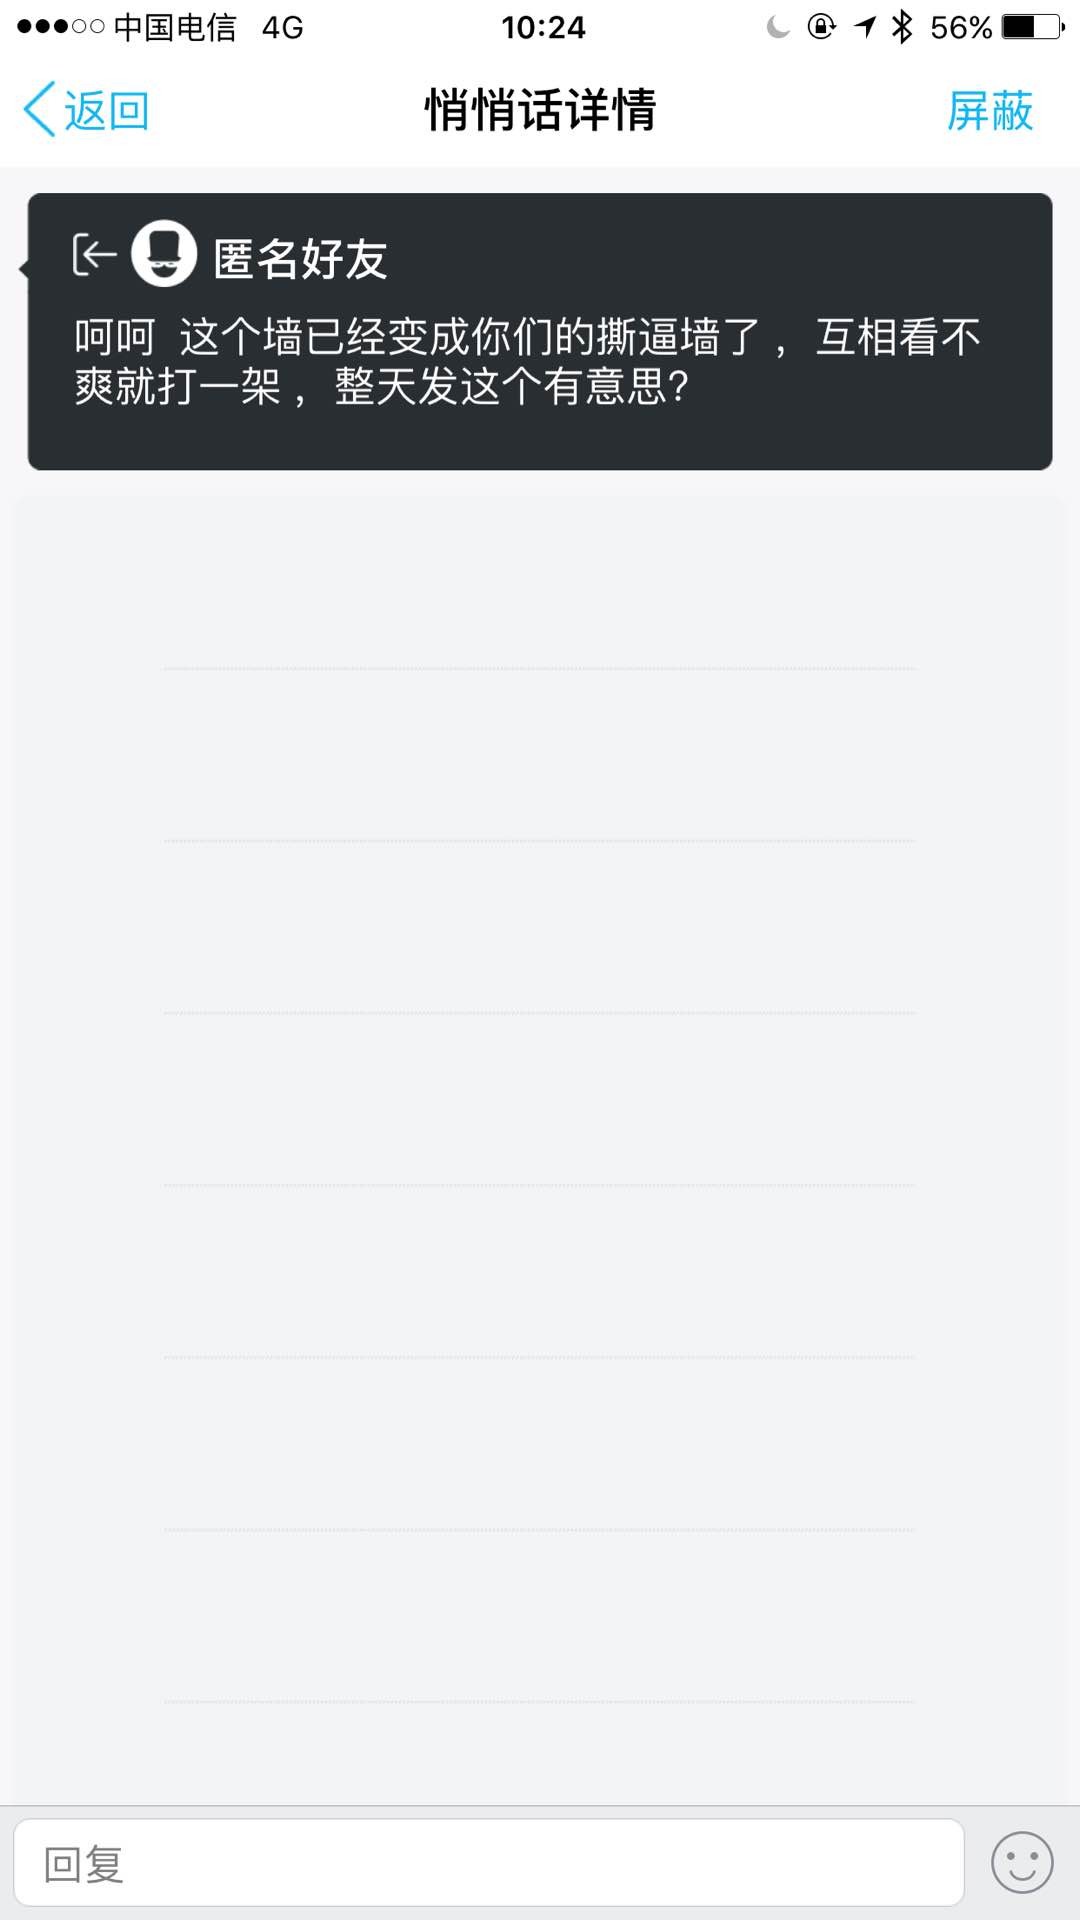 中国电信 4G 10:24 56%
返回 悄悄话详情 屏蔽
匿名好友
呵呵 这个墙已经变成你们的撕逼墙了，互相看不
爽就打一架，整天发这个有意思?
回复